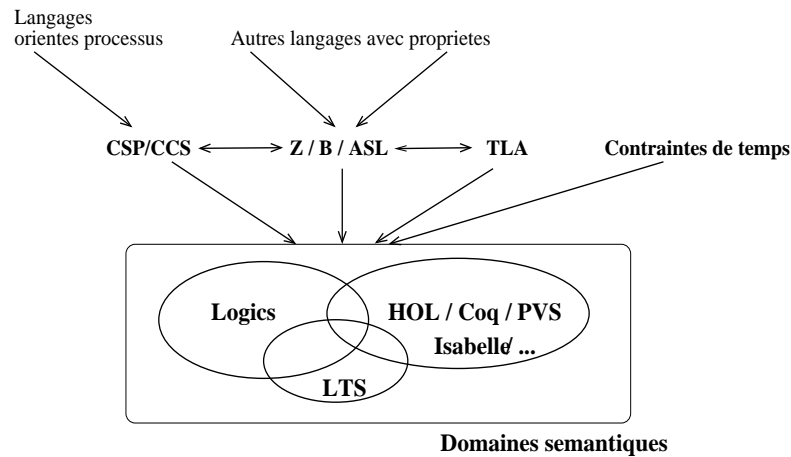 Langages
orientes processus
Autres langages avec proprietes
CSP/CCS
Z / B / ASL
TLA
Contraintes de temps
Logics
HOL / Coq / PVS
Isabelle/ ...
LTS
Domaines semantiques